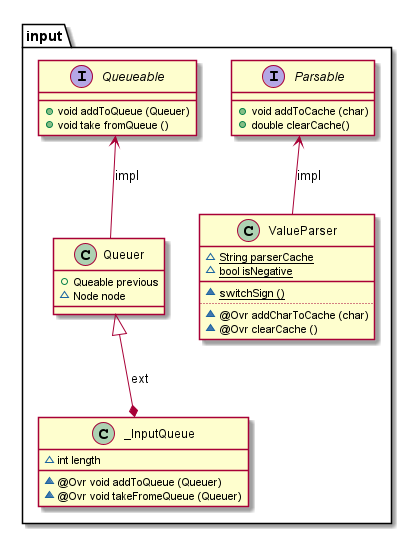 input
I Queueable
void addToQueue (Queuer)
void take fromQueue ()
I Parsable
void addToCache (char)
double clearCache()
impl
impl
C Queuer
Queable previous
Node node
C ValueParser
String parserCache
bool isNegative
switchSign ()
@Ovr addCharToCache (char)
@Ovr clearCache ()
ext
C _InputQueue
int length
@Ovr void addToQueue (Queuer)
@Ovr void takeFromeQueue (Queuer)